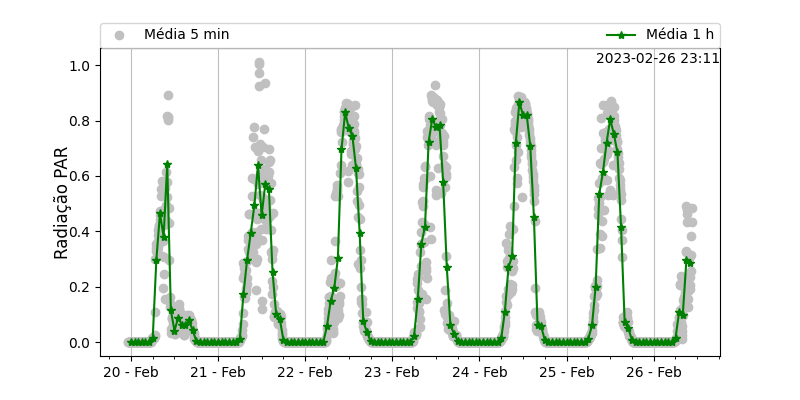 Média 5 min
Média 1 h
2023-02-26 23:11
Radiação PAR
1.0
0.8
0.6
0.4
0.2
0.0
20 - Feb
21 - Feb
22 - Feb
23 - Feb
24 - Feb
25 - Feb
26 - Feb